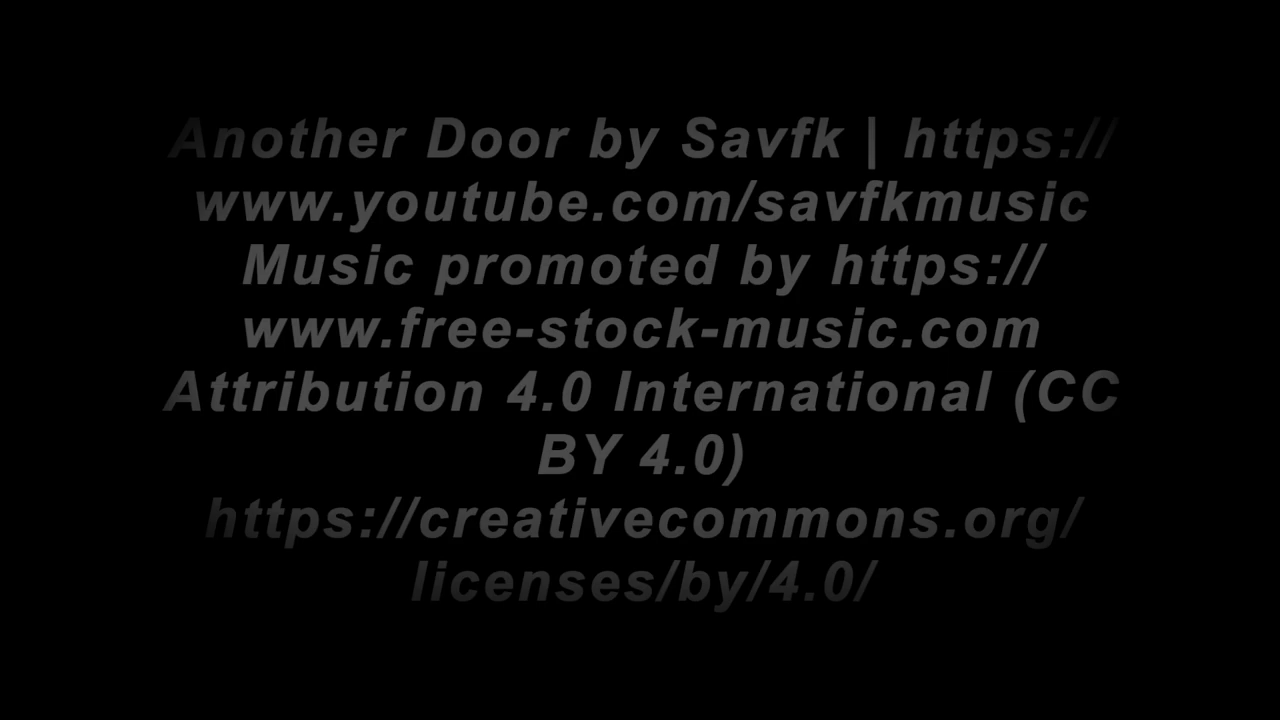 Another Door by Savfk | https://
www.youtube.com/savfkmusic
Music promoted by https://
www.free-stock-music.com
Attribution 4.0 International (CC
BY 4.0)
https://creativecommons.org/
licenses/by/4.0/